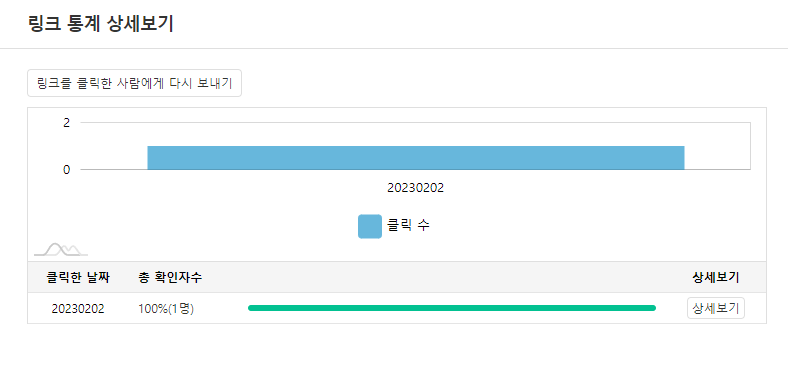 링크 통계 상세보기
링크를 클릭한 사람에게 다시 보내기
2
0
20230202
클릭 수
클릭한 날짜 총 확인자수 상세보기
20230202 100%(1명) 상세보기